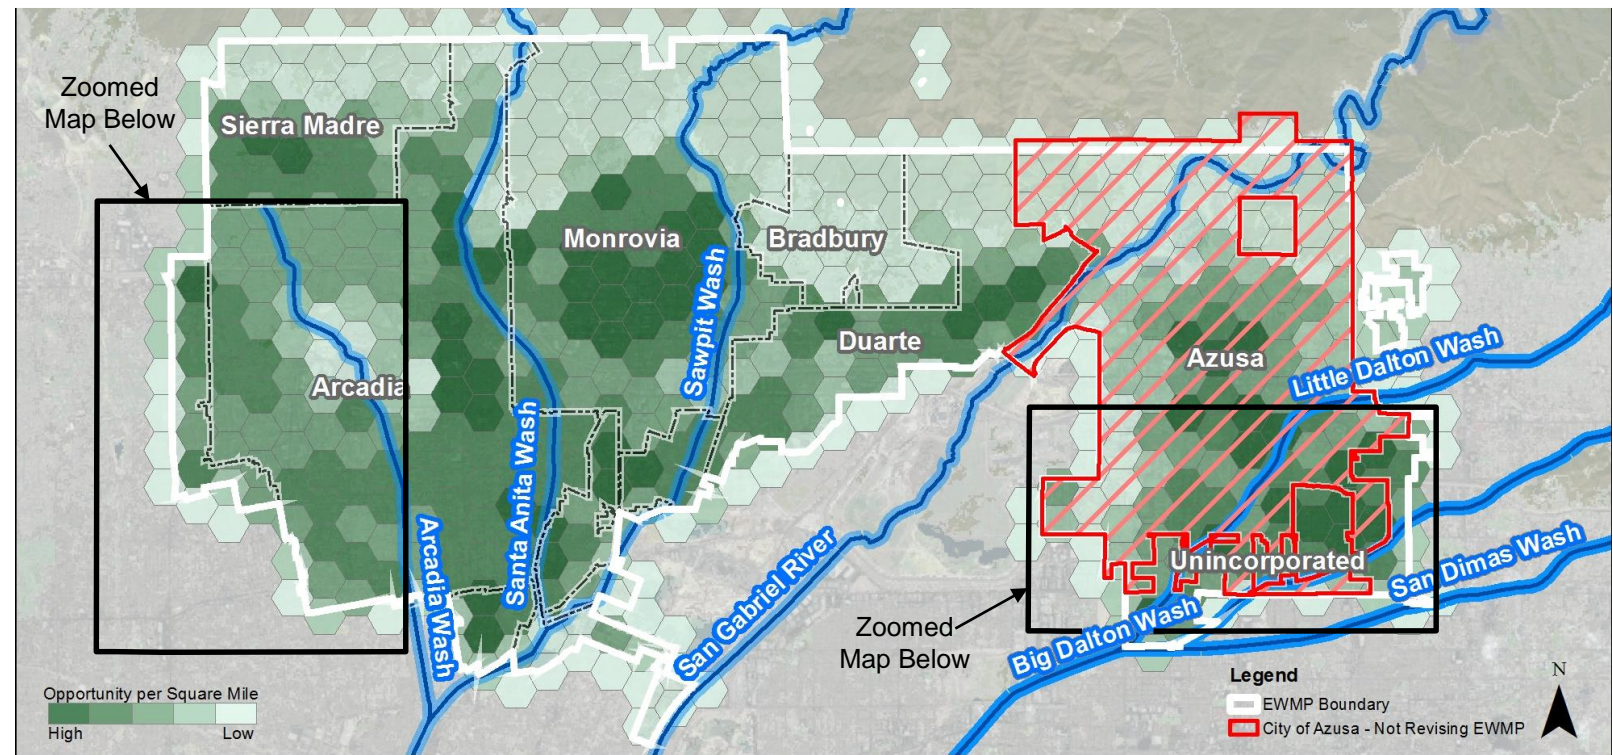 Zoomed
Map Below
Sierra Madre
Monrovia
Bradbury
Sawpit Wash
Duarte
Azusa
Arcadia
Little Dalton Wash
Santa Anita Wash
Arcadia Wash
San Gabriel River
Unincorporated
San Dimas Wash
Big Dalton Wash
Zoomed
Map Below
Opportunity per Square Mile
High
Low
Legend
EWMP Boundary
City of Azusa - Not Revising EWMP
N